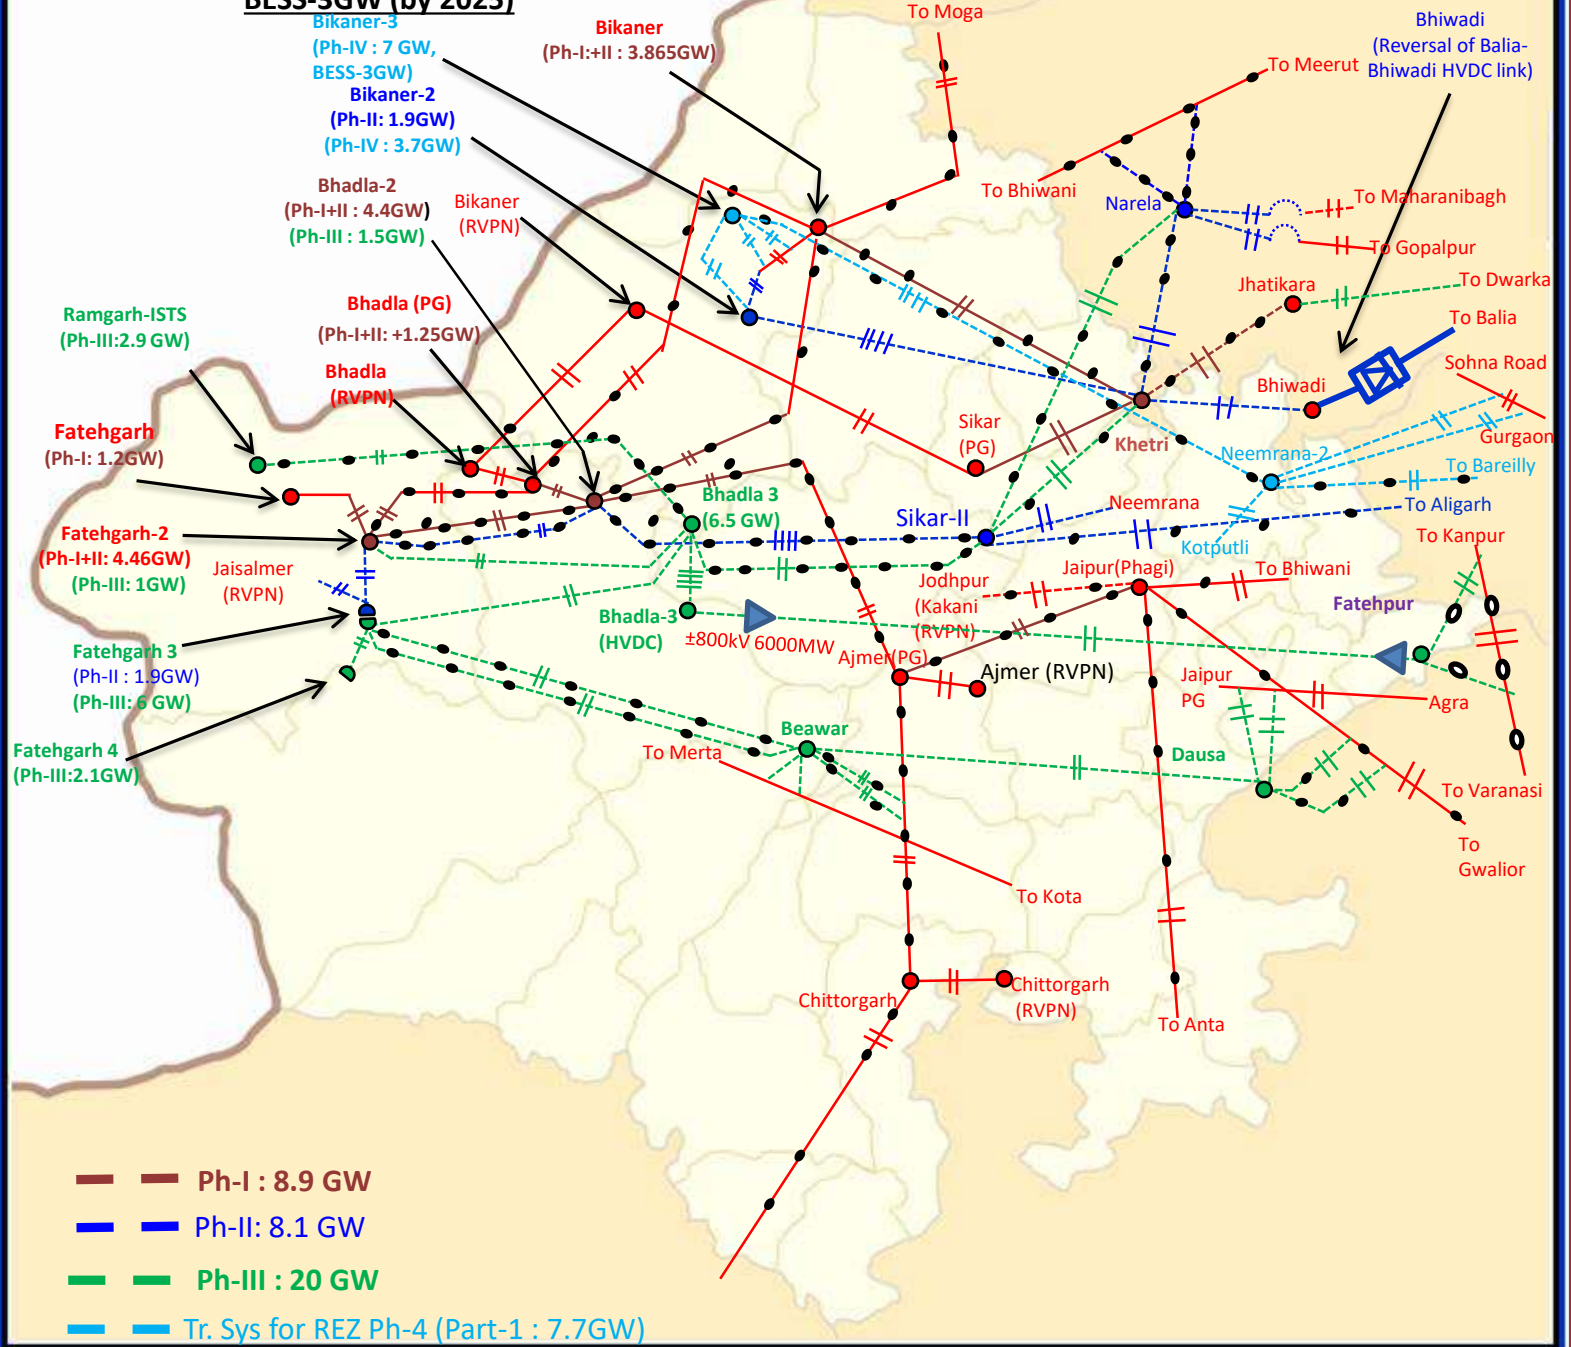 BESS-3GW (by 2025)
Bikaner-3
(Ph-IV : 7 GW,
BESS-3GW)
Bikaner
(Ph-I:+II : 3.865GW)
To Moga
Bhiwadi
(Reversal of Balia-
Bhiwadi HVDC link)
To Meerut
Bikaner-2
(Ph-II: 1.9GW)
(Ph-IV : 3.7GW)
Bhadla-2
(Ph-I+II : 4.4GW)
(Ph-III : 1.5GW)
Bikaner
(RVPN)
To Bhiwani
Narela
To Maharanibagh
To Gopalpur
Jhatikara
To Dwarka
To Balia
Ramgarh-ISTS
(Ph-III:2.9 GW)
Bhadla (PG)
(Ph-I+II: +1.25GW)
Bhadla
(RVPN)
Sohna Road
Bhiwadi
Gurgaon
Fatehgarh
(Ph-I: 1.2GW)
Sikar
(PG)
Khetri
Neemrana-2
To Bareilly
Bhadla 3
(6.5 GW)
Neemrana
To Aligarh
Sikar-II
Kotputli
To Kanpur
Fatehgarh-2
(Ph-I+II: 4.46GW)
(Ph-III: 1GW)
Jaisalmer
(RVPN)
Jodhpur
(Kakani
(RVPN)
Jaipur(Phagi)
To Bhiwani
Fatehpur
Bhadla-3
(HVDC)
±800kV 6000MW
Ajmer(PG)
Ajmer (RVPN)
Fatehgarh 3
(Ph-II : 1.9GW)
(Ph-III: 6 GW)
Jaipur
PG
Agra
Fatehgarh 4
(Ph-III:2.1GW)
Beawar
To Merta
Dausa
To Varanasi
To
Gwalior
To Kota
Chittorgarh
Chittorgarh
(RVPN)
To Anta
Ph-I : 8.9 GW
Ph-II: 8.1 GW
Ph-III : 20 GW
Tr. Sys for REZ Ph-4 (Part-1 : 7.7GW)